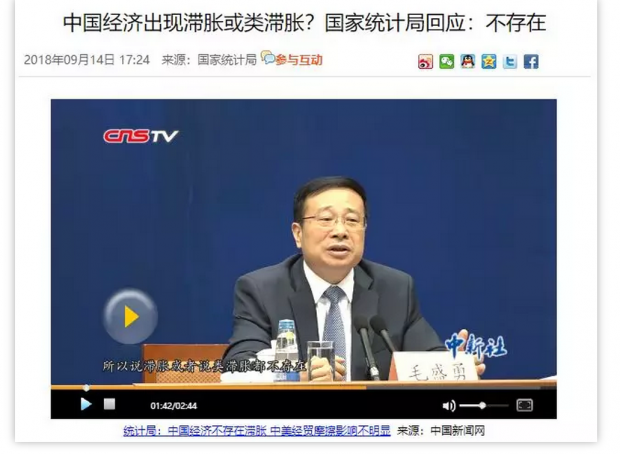 中国经济出现滞胀或类滞胀？国家统计局回应：不存在
2018年09月14日 17:24 来源：国家统计局 参与互动
CNSTV
所以说滞胀或者说类滞胀都不存在
中新社
毛盛勇
01:42/02:44
统计局：中国经济不存在滞胀 中美经贸摩擦影响不明显 来源：中国新闻网